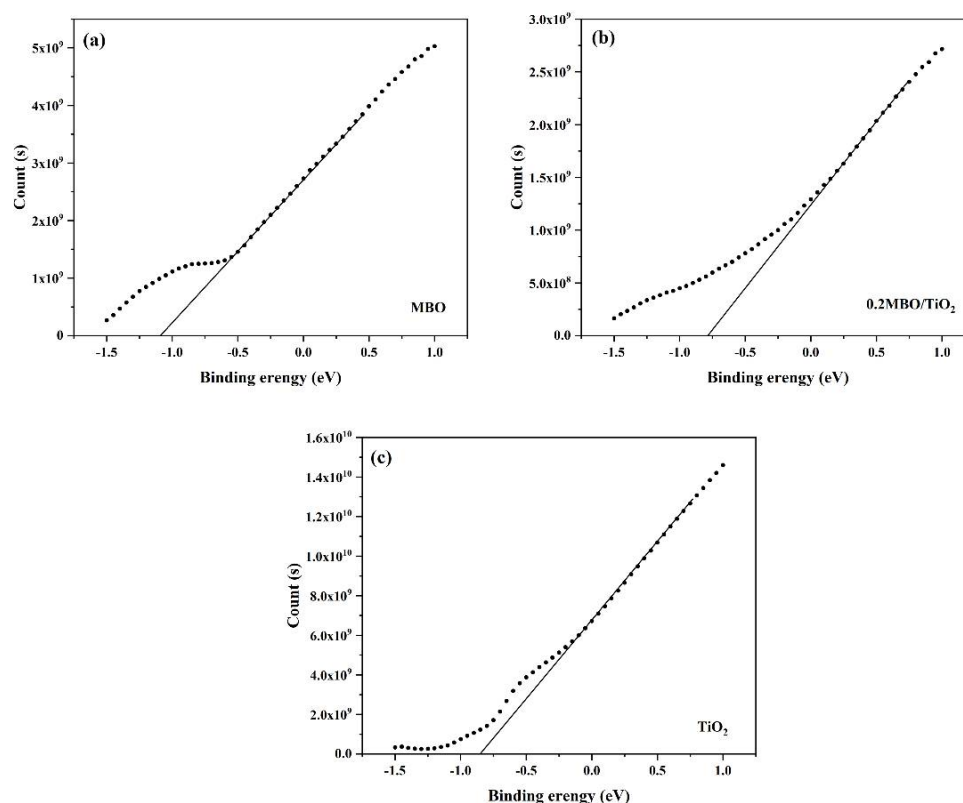 (a)
5x10⁹
4x10⁹
3x10⁹
2x10⁹
1x10⁹
0
Count (s)
MBO
-1.5 -1.0 -0.5 0.0 0.5 1.0
Binding erergy (eV)
(b)
3.0x10⁹
2.5x10⁹
2.0x10⁹
1.5x10⁹
1.0x10⁹
5.0x10⁸
0.0
Count (s)
0.2MBO/TiO₂
-1.5 -1.0 -0.5 0.0 0.5 1.0
Binding erergy (eV)
(c)
1.6x10¹⁰
1.4x10¹⁰
1.2x10¹⁰
1.0x10¹⁰
8.0x10⁹
6.0x10⁹
4.0x10⁹
2.0x10⁹
0.0
Count (s)
TiO₂
-1.5 -1.0 -0.5 0.0 0.5 1.0
Binding erergy (eV)